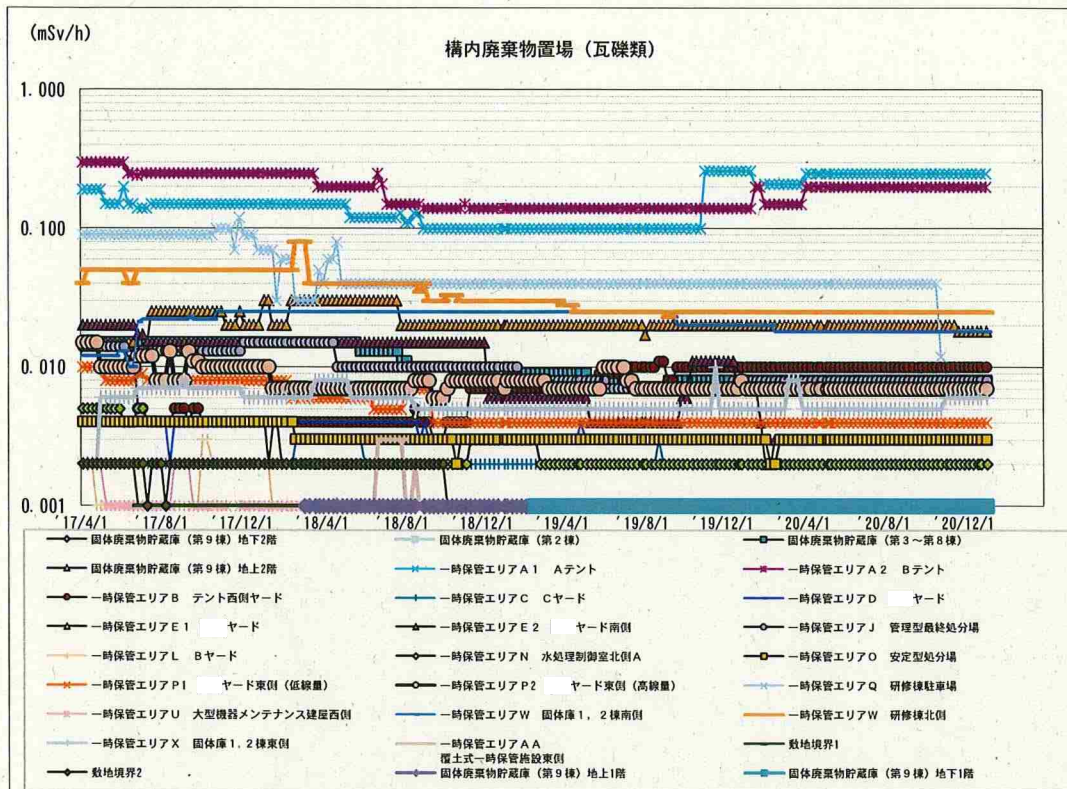 (mSv/h)
構内廃棄物置場（瓦礫類）
1.000
0.100
0.010
0.001
17/4/1 17/8/1 17/12/1 18/4/1 18/8/1 18/12/1 19/4/1 19/8/1 19/12/1 20/4/1 20/8/1 20/12/1
固体廃棄物貯蔵庫（第９棟）地下2階 固体廃棄物貯蔵庫（第２棟） 固体廃棄物貯蔵庫（第３～第８棟）
固体廃棄物貯蔵庫（第９棟）地上2階 一時保管エリアＡ１　Ａテント 一時保管エリアＡ２　Ｂテント
一時保管エリアＢ　テント西側ヤード 一時保管エリアＣ　Ｃヤード 一時保管エリアＤ　ヤード
一時保管エリアＥ１　ヤード 一時保管エリアＥ２　ヤード南側 一時保管エリアＪ　管理型最終処分場
一時保管エリアＬ　Ｂヤード 一時保管エリアＮ　水処理制御室北側Ａ 一時保管エリアＯ　安定型処分場
一時保管エリアＰ１　ヤード東側（低線量） 一時保管エリアＰ２　ヤード東側（高線量） 一時保管エリアＱ　研修棟駐車場
一時保管エリアＵ　大型機器メンテナンス建屋西側 一時保管エリアＷ　固体庫１，２棟南側 一時保管エリアＷ　研修棟北側
一時保管エリアＸ　固体庫１，２棟東側 一時保管エリアＡＡ 敷地境界1
覆土式一時保管施設東側
敷地境界2 固体廃棄物貯蔵庫（第９棟）地上1階 固体廃棄物貯蔵庫（第９棟）地下1階